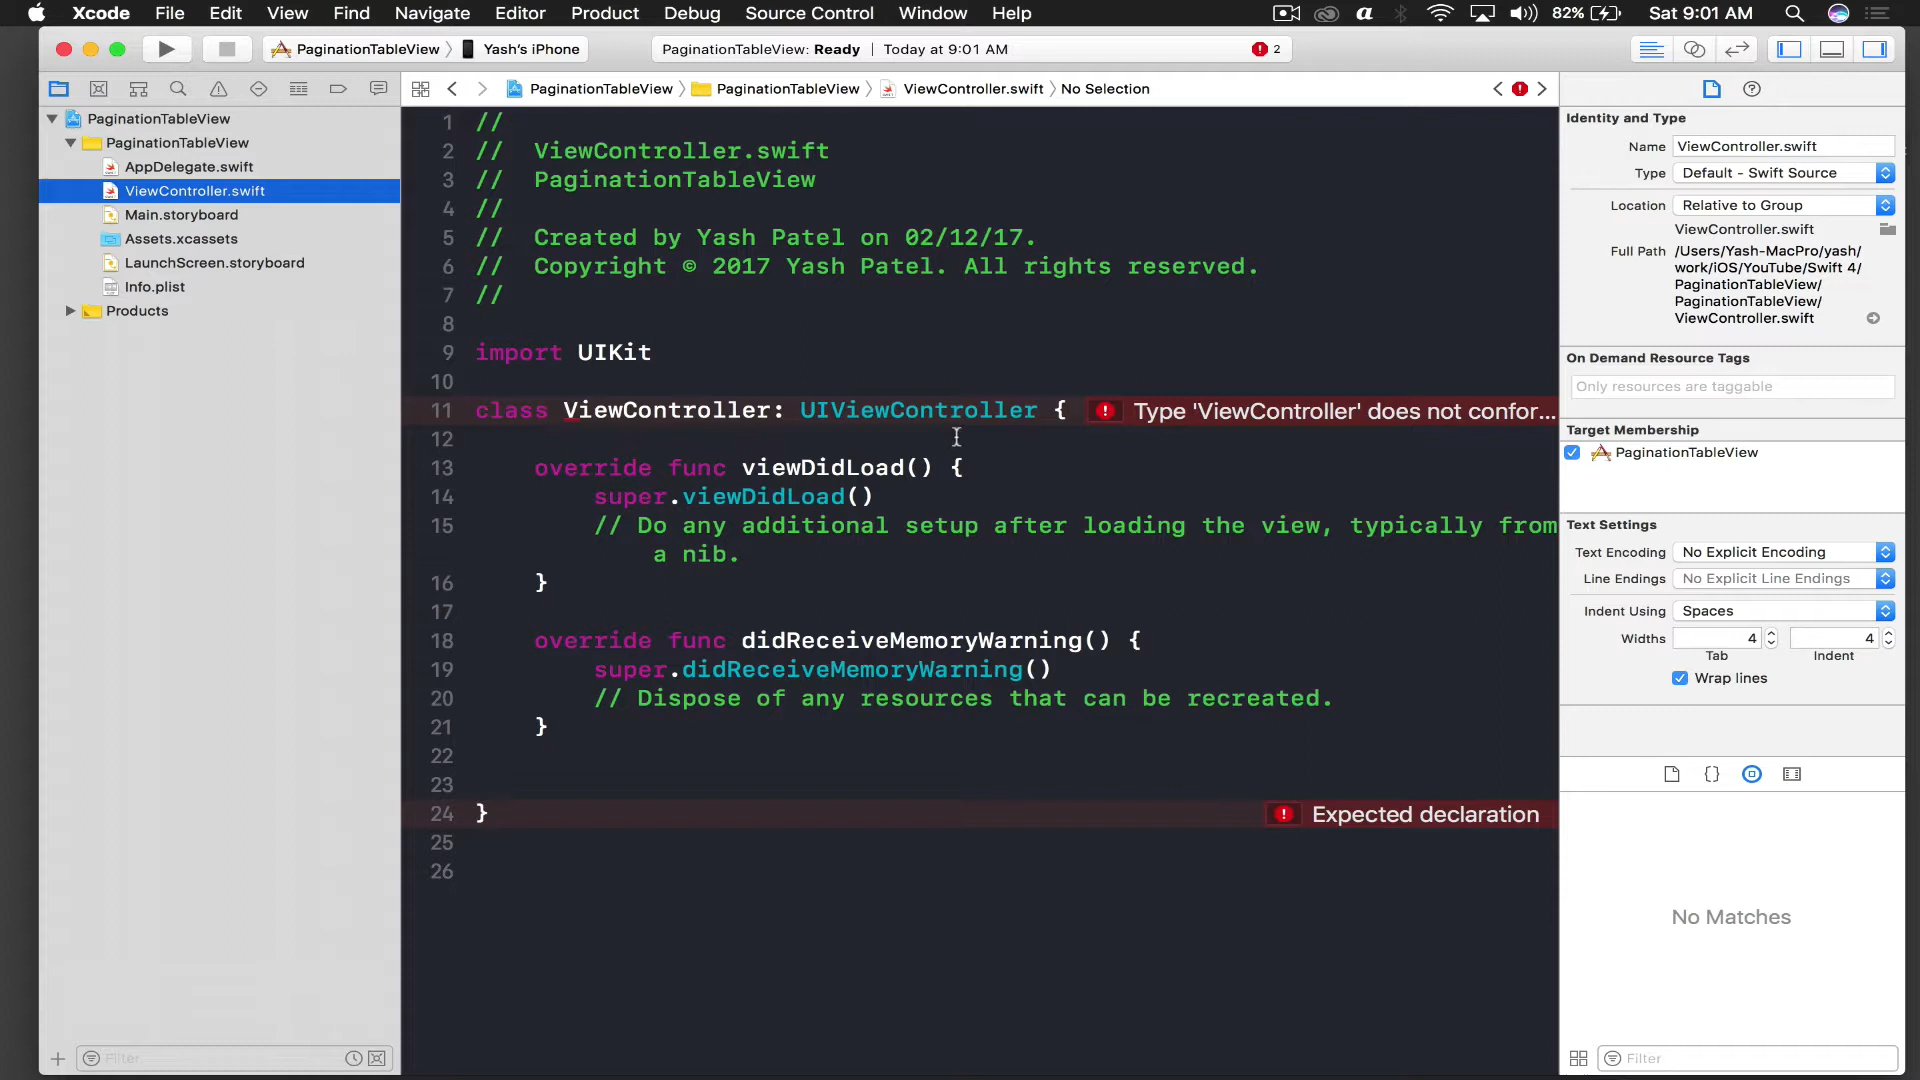 Xcode File Edit View Find Navigate Editor Product Debug Source Control Window Help 82% Sat 9:01 AM
PaginationTableView Yash's iPhone PaginationTableView: Ready | Today at 9:01 AM 2
PaginationTableView PaginationTableView ViewController.swift No Selection
PaginationTableView
PaginationTableView
AppDelegate.swift
ViewController.swift
Main.storyboard
Assets.xcassets
LaunchScreen.storyboard
Info.plist
Products
Filter
1 //
2 // ViewController.swift
3 // PaginationTableView
4 //
5 // Created by Yash Patel on 02/12/17.
6 // Copyright © 2017 Yash Patel. All rights reserved.
7 //
8
9 import UIKit
10
11 class ViewController: UIViewController { Type 'ViewController' does not confor...
12
13 override func viewDidLoad() {
14 super.viewDidLoad()
15 // Do any additional setup after loading the view, typically from
a nib.
16 }
17
18 override func didReceiveMemoryWarning() {
19 super.didReceiveMemoryWarning()
20 // Dispose of any resources that can be recreated.
21 }
22
23
24 } Expected declaration
25
26
Identity and Type
Name ViewController.swift
Type Default - Swift Source
Location Relative to Group
ViewController.swift
Full Path /Users/Yash-MacPro/yash/
work/iOS/YouTube/Swift 4/
PaginationTableView/
PaginationTableView/
ViewController.swift
On Demand Resource Tags
Only resources are taggable
Target Membership
PaginationTableView
Text Settings
Text Encoding No Explicit Encoding
Line Endings No Explicit Line Endings
Indent Using Spaces
Widths 4 4
Tab Indent
Wrap lines
No Matches
Filter